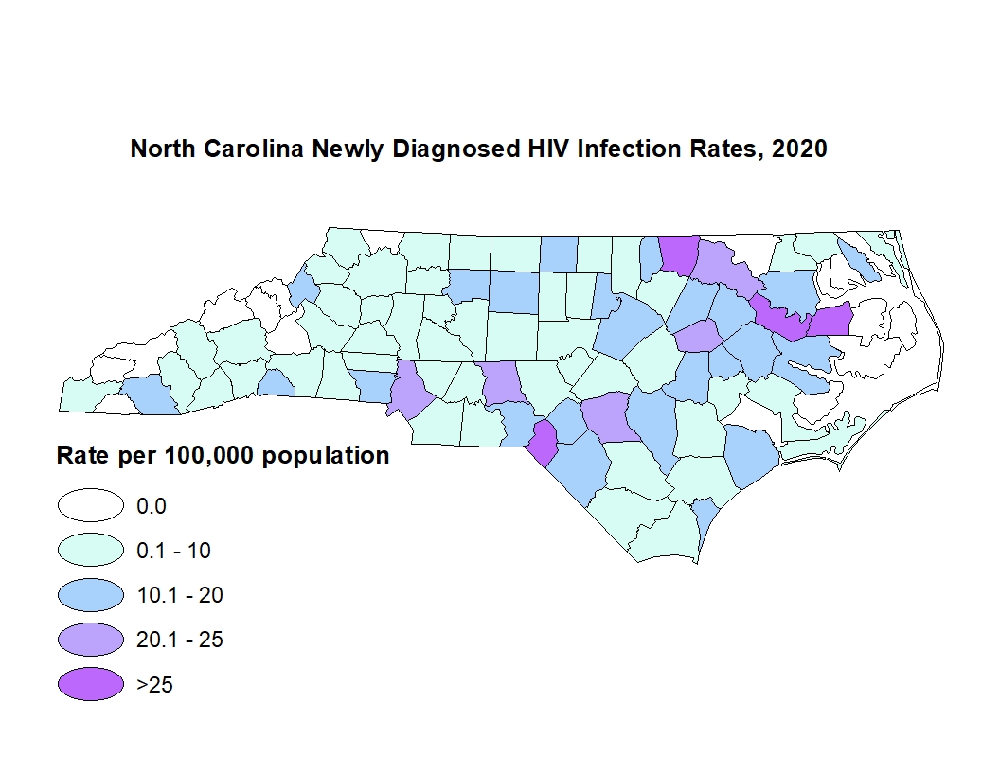 North Carolina Newly Diagnosed HIV Infection Rates, 2020
Rate per 100,000 population
0.0
0.1 - 10
10.1 - 20
20.1 - 25
>25